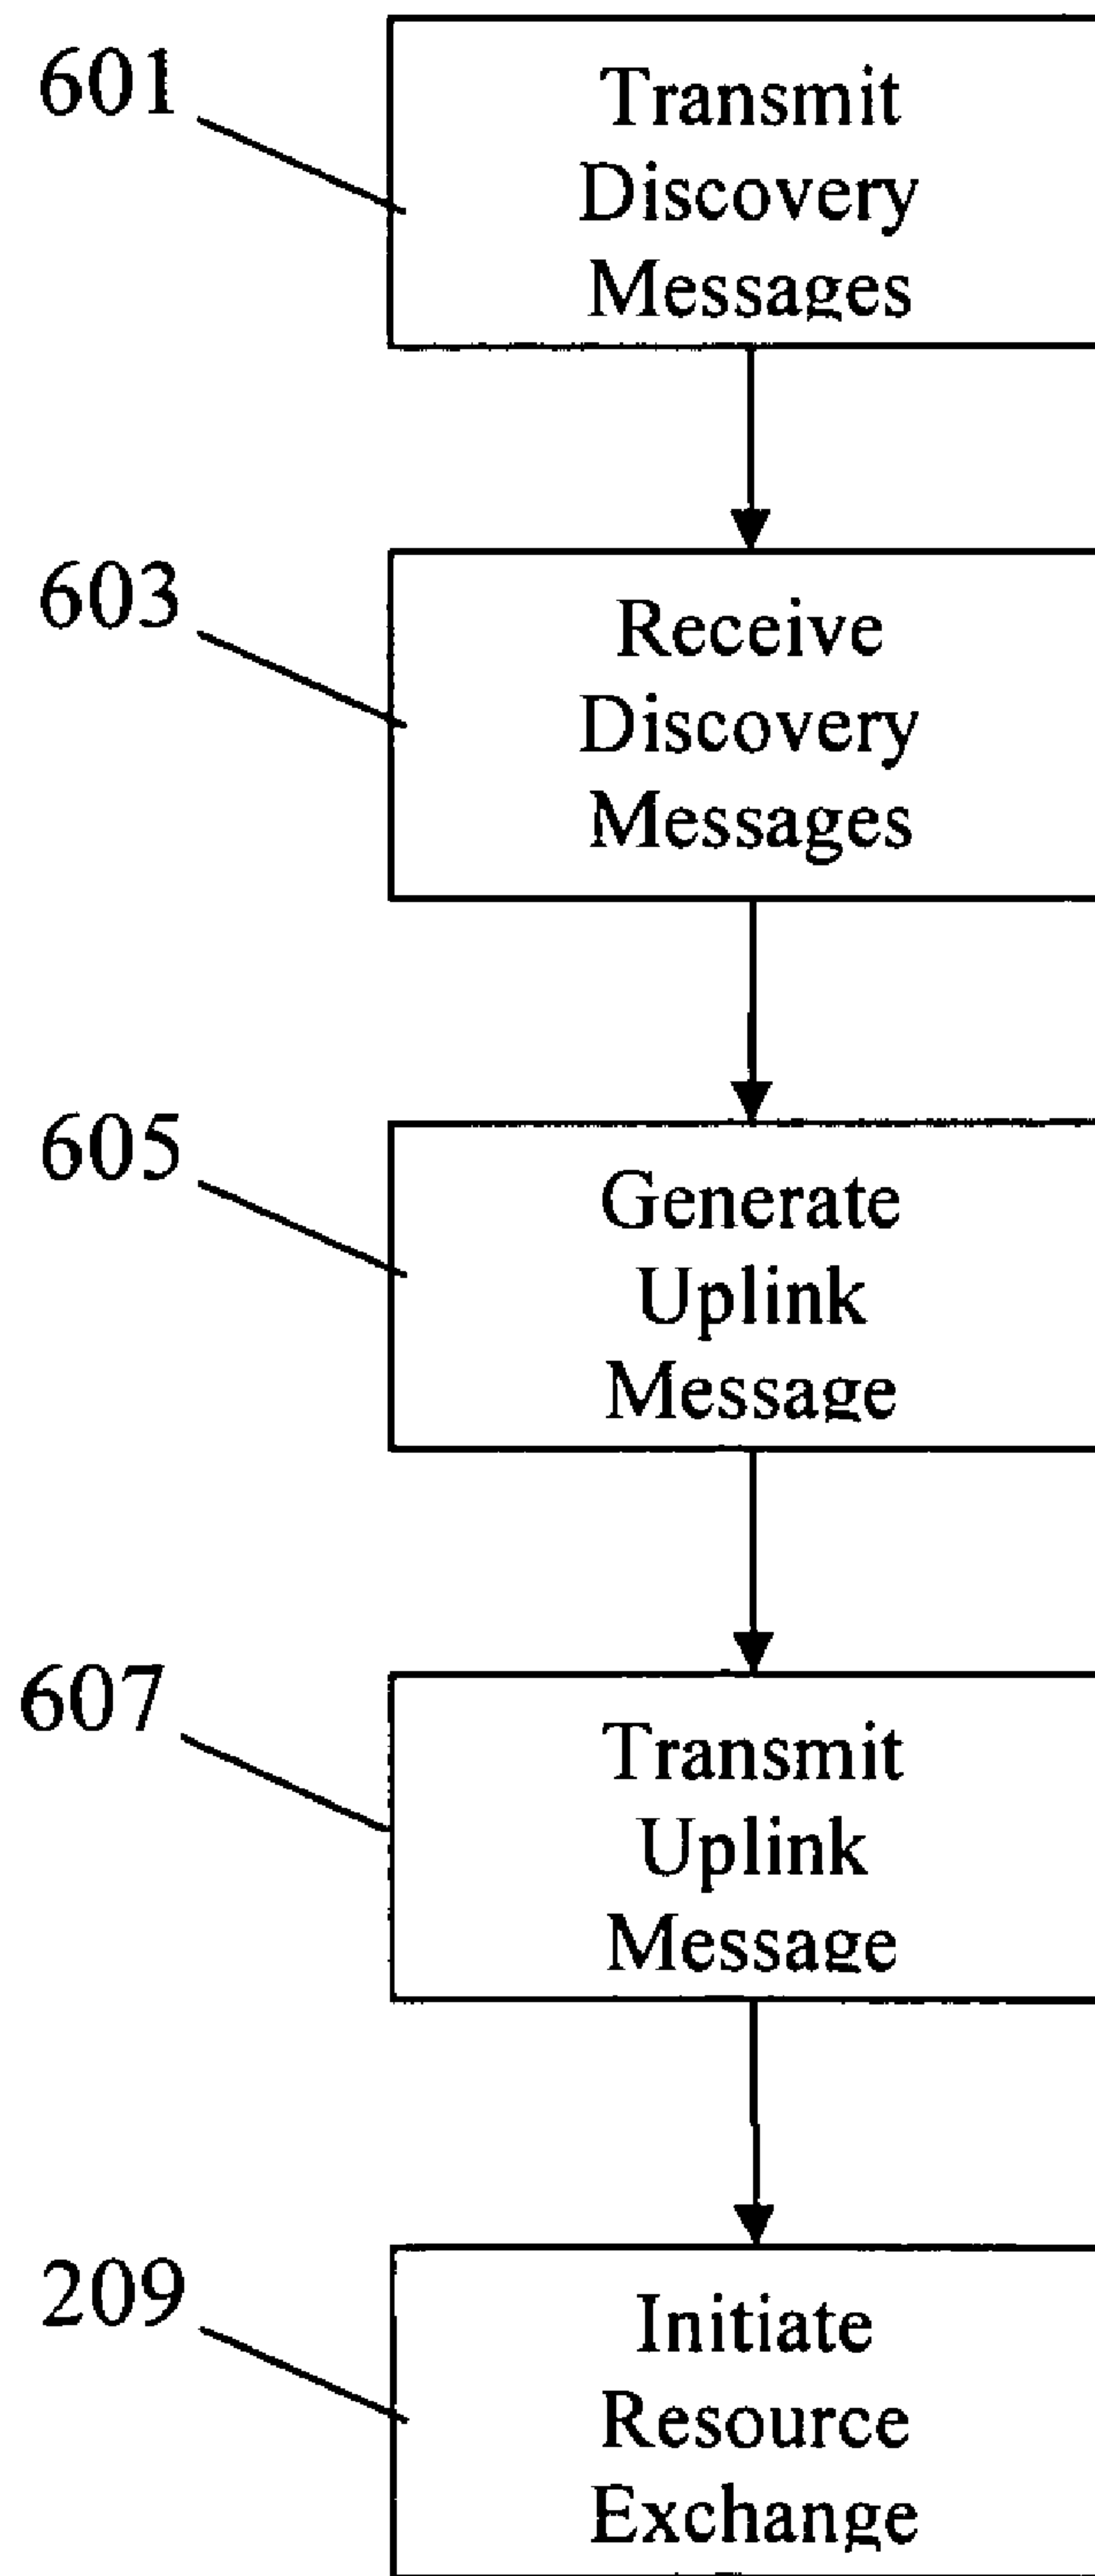 601
Transmit
Discovery
Messages
603
Receive
Discovery
Messages
605
Generate
Uplink
Message
607
Transmit
Uplink
Message
209
Initiate
Resource
Exchange